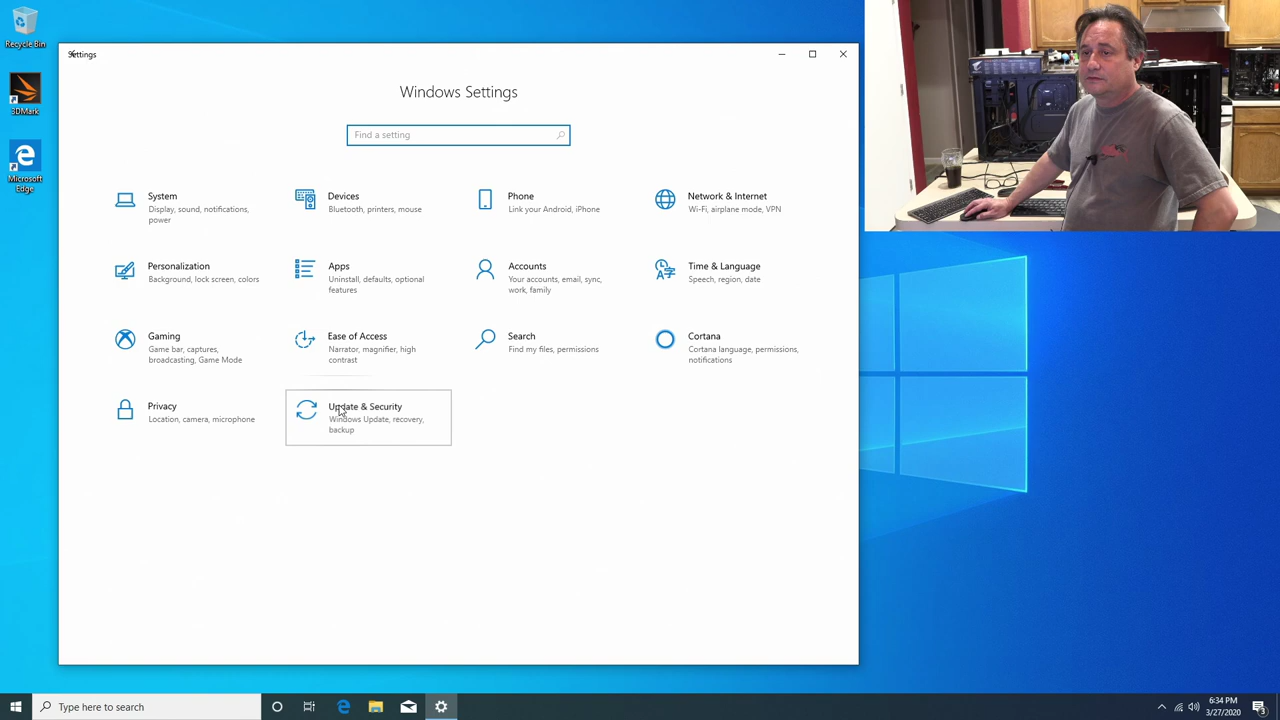 Recycle Bin
3DMark
Microsoft
Edge
Settings
Windows Settings
Find a setting
System
Display, sound, notifications,
power
Devices
Bluetooth, printers, mouse
Phone
Link your Android, iPhone
Network & Internet
Wi-Fi, airplane mode, VPN
Personalization
Background, lock screen, colors
Apps
Uninstall, defaults, optional
features
Accounts
Your accounts, email, sync,
work, family
Time & Language
Speech, region, date
Gaming
Game bar, captures,
broadcasting, Game Mode
Ease of Access
Narrator, magnifier, high
contrast
Search
Find my files, permissions
Cortana
Cortana language, permissions,
notifications
Privacy
Location, camera, microphone
Update & Security
Windows Update, recovery,
backup
Type here to search
6:34 PM
3/27/2020
3